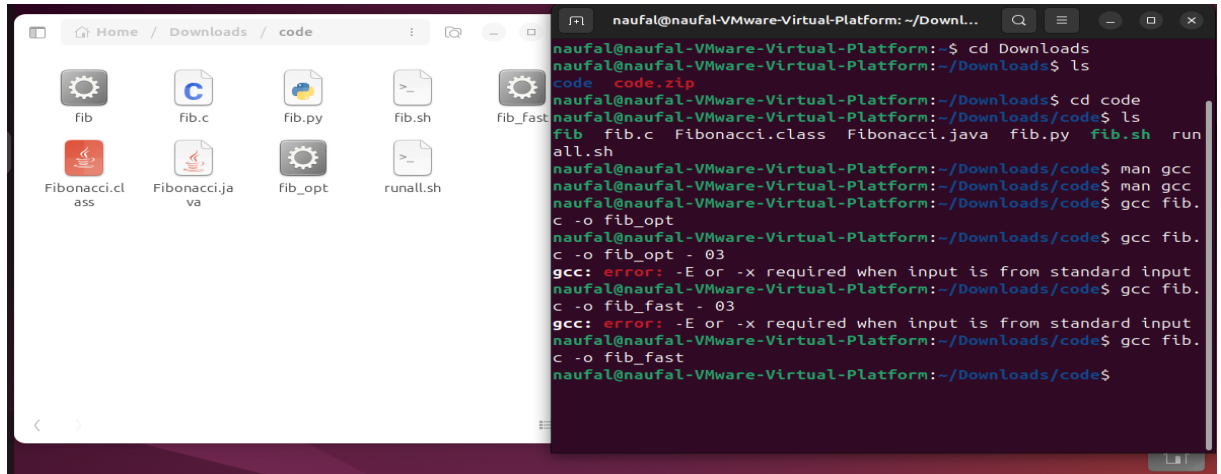 Home / Downloads / code
fib
fib.c
fib.py
fib.sh
fib_fast
Fibonacci.cl
ass
Fibonacci.ja
va
fib_opt
runall.sh
naufal@naufal-VMware-Virtual-Platform: ~/Downl...
naufal@naufal-VMware-Virtual-Platform:~$ cd Downloads
naufal@naufal-VMware-Virtual-Platform:~/Downloads$ ls
code  code.zip
naufal@naufal-VMware-Virtual-Platform:~/Downloads$ cd code
naufal@naufal-VMware-Virtual-Platform:~/Downloads/code$ ls
fib  fib.c  Fibonacci.class  Fibonacci.java  fib.py  fib.sh  run
all.sh
naufal@naufal-VMware-Virtual-Platform:~/Downloads/code$ man gcc
naufal@naufal-VMware-Virtual-Platform:~/Downloads/code$ man gcc
naufal@naufal-VMware-Virtual-Platform:~/Downloads/code$ gcc fib.
c -o fib_opt
naufal@naufal-VMware-Virtual-Platform:~/Downloads/code$ gcc fib.
c -o fib_opt - 03
gcc: error: -E or -x required when input is from standard input
naufal@naufal-VMware-Virtual-Platform:~/Downloads/code$ gcc fib.
c -o fib_fast - 03
gcc: error: -E or -x required when input is from standard input
naufal@naufal-VMware-Virtual-Platform:~/Downloads/code$ gcc fib.
c -o fib_fast
naufal@naufal-VMware-Virtual-Platform:~/Downloads/code$